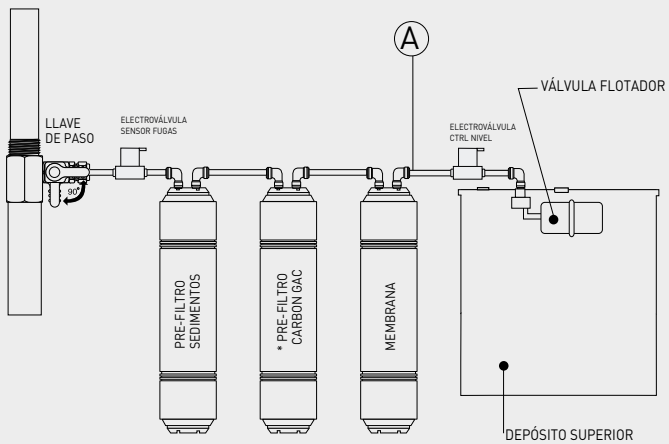 A
VÁLVULA FLOTADOR
LLAVE
DE PASO
ELECTROVÁLVULA
SENSOR FUGAS
ELECTROVÁLVULA
CTRL NIVEL
90°
PRE-FILTRO
SEDIMENTOS
* PRE-FILTRO
CARBON GAC
MEMBRANA
DEPÓSITO SUPERIOR